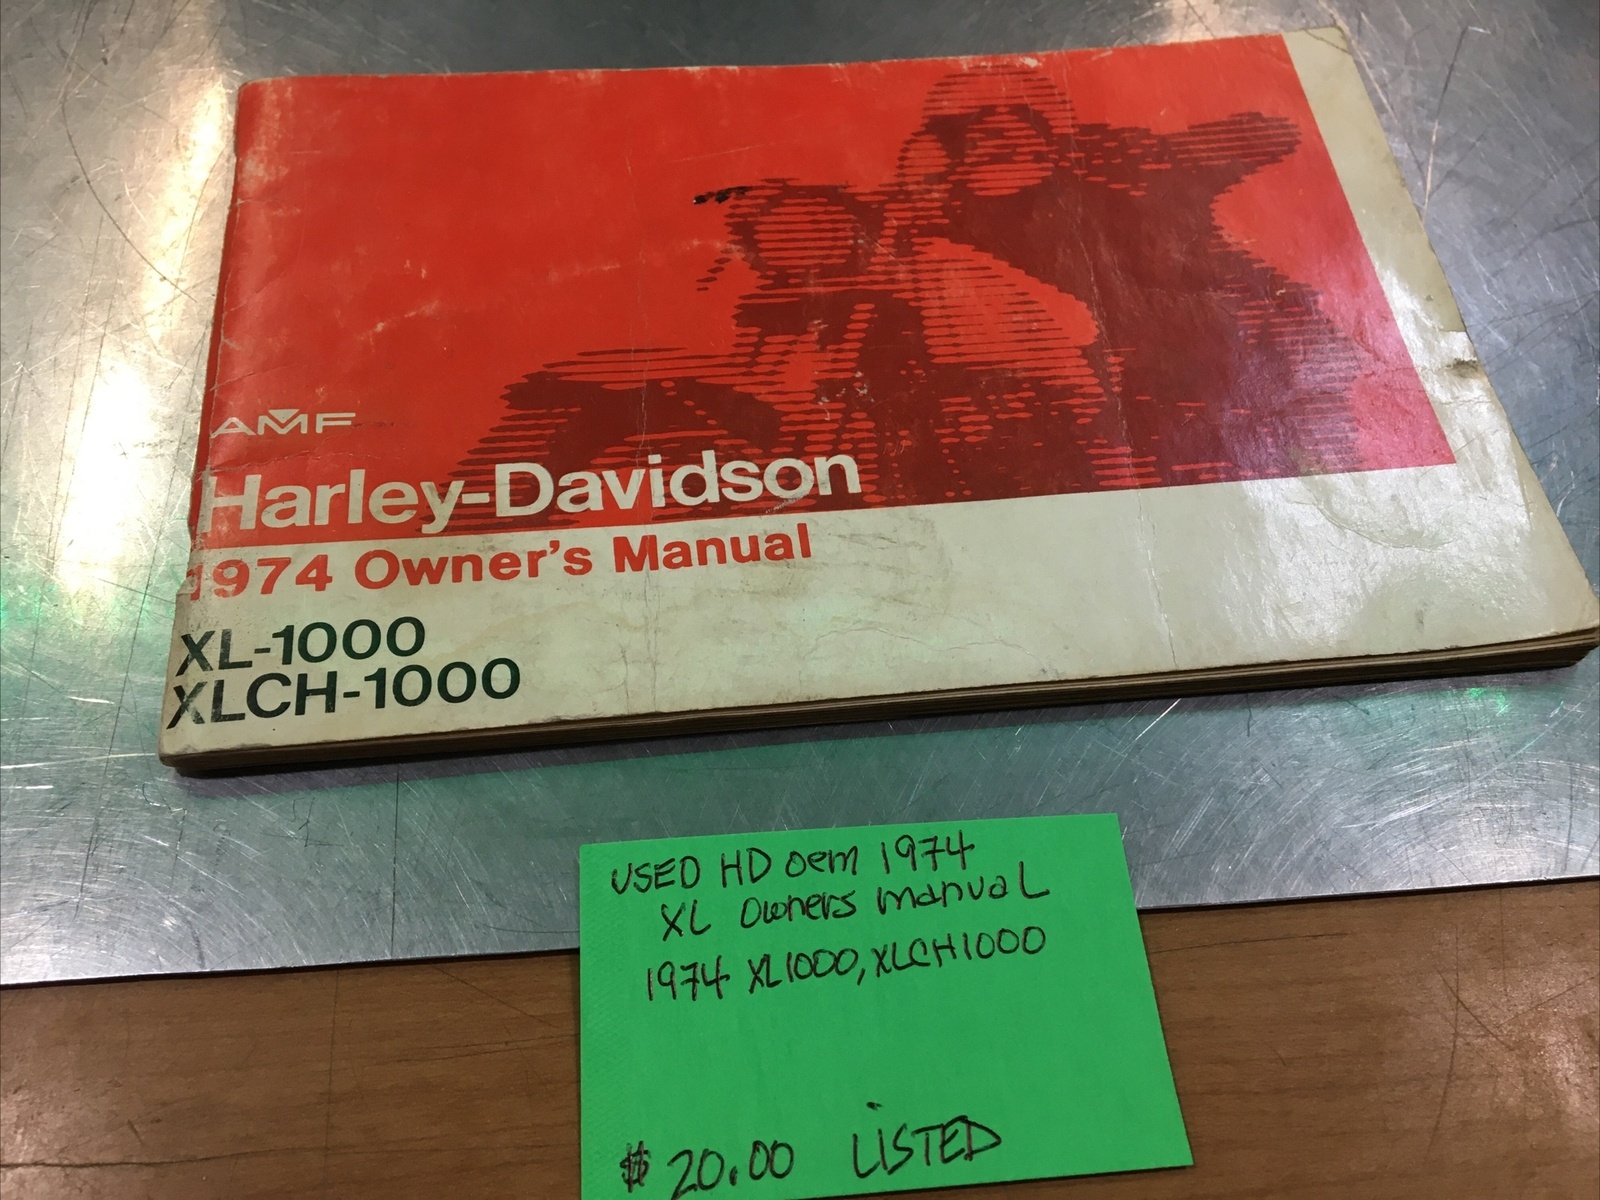 AMF
Harley-Davidson
1974 Owner's Manual
XL-1000
XLCH-1000
USED HD oem 1974
XL Owners manuaL
1974 XL1000, XLCH1000
$20.00 LiSTED